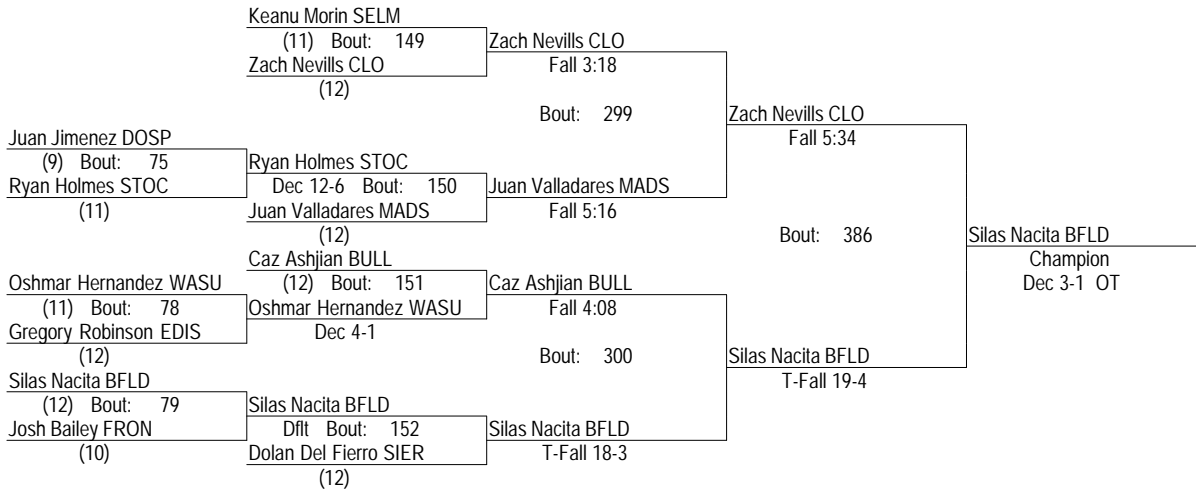 Keanu Morin SELM
(11) Bout: 149
Zach Nevills CLO
Zach Nevills CLO
Fall 3:18
(12)
Bout: 299
Zach Nevills CLO
Fall 5:34
Juan Jimenez DOSP
(9) Bout: 75
Ryan Holmes STOC
Ryan Holmes STOC
Dec 12-6 Bout: 150
Juan Valladares MADS
(11)
Juan Valladares MADS
Fall 5:16
(12)
Bout: 386
Silas Nacita BFLD
Champion
Dec 3-1 OT
Caz Ashjian BULL
(12) Bout: 151
Caz Ashjian BULL
Fall 4:08
Oshmar Hernandez WASU
(11) Bout: 78
Oshmar Hernandez WASU
Dec 4-1
Gregory Robinson EDIS
(12)
Bout: 300
Silas Nacita BFLD
T-Fall 19-4
Silas Nacita BFLD
(12) Bout: 79
Silas Nacita BFLD
Josh Bailey FRON
Dflt Bout: 152
Silas Nacita BFLD
(10)
Dolan Del Fierro SIER
T-Fall 18-3
(12)